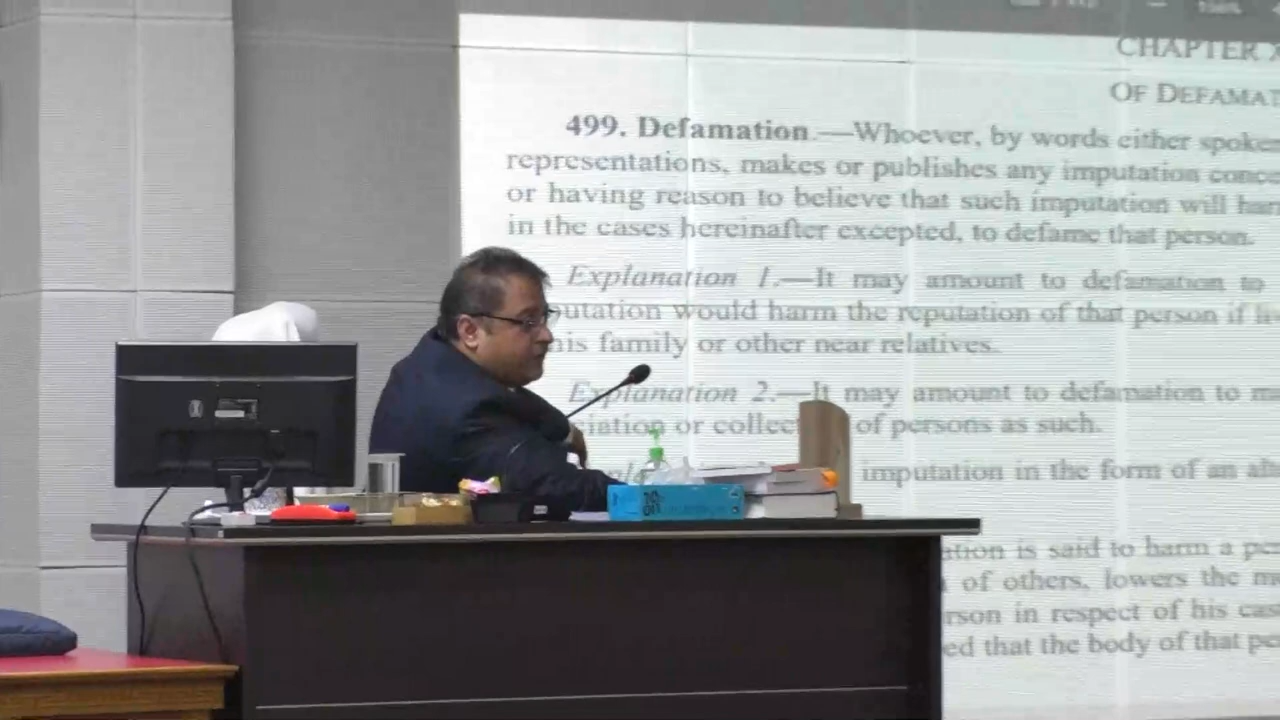 CHAPTER X
OF DEFAMAT
499. Defamation.—Whoever, by words either spoken
representations, makes or publishes any imputation conce
or having reason to believe that such imputation will har
in the cases hereinafter excepted, to defame that person.
Explanation 1.—It may amount to defamation to
putation would harm the reputation of that person if li
his family or other near relatives.
Explanation 2.—It may amount to defamation to ma
ciation or collec of persons as such.
imputation in the form of an alt
ation is said to harm a per
of others, lowers the m
rson in respect of his cas
ed that the body of that pe